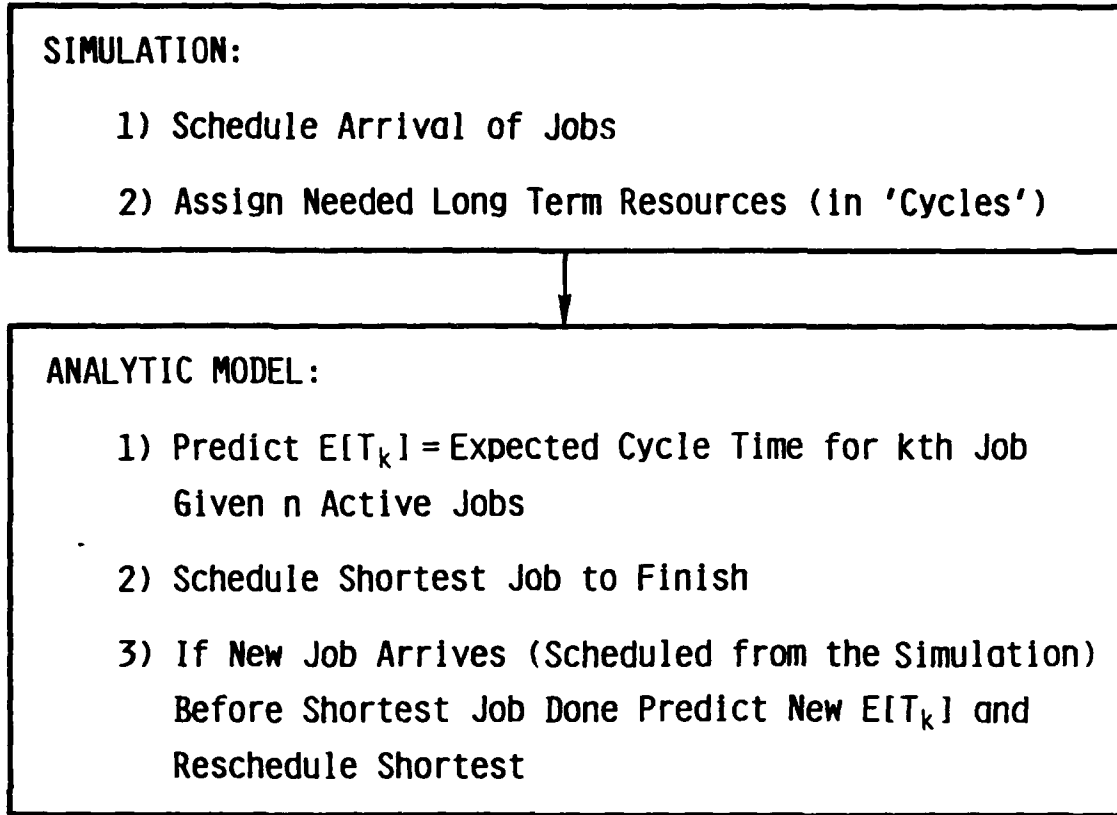 SIMULATION:
1) Schedule Arrival of Jobs
2) Assign Needed Long Term Resources (in 'Cycles')
ANALYTIC MODEL:
1) Predict E[Tₖ] = Expected Cycle Time for kth Job
Given n Active Jobs
2) Schedule Shortest Job to Finish
3) If New Job Arrives (Scheduled from the Simulation)
Before Shortest Job Done Predict New E[Tₖ] and
Reschedule Shortest